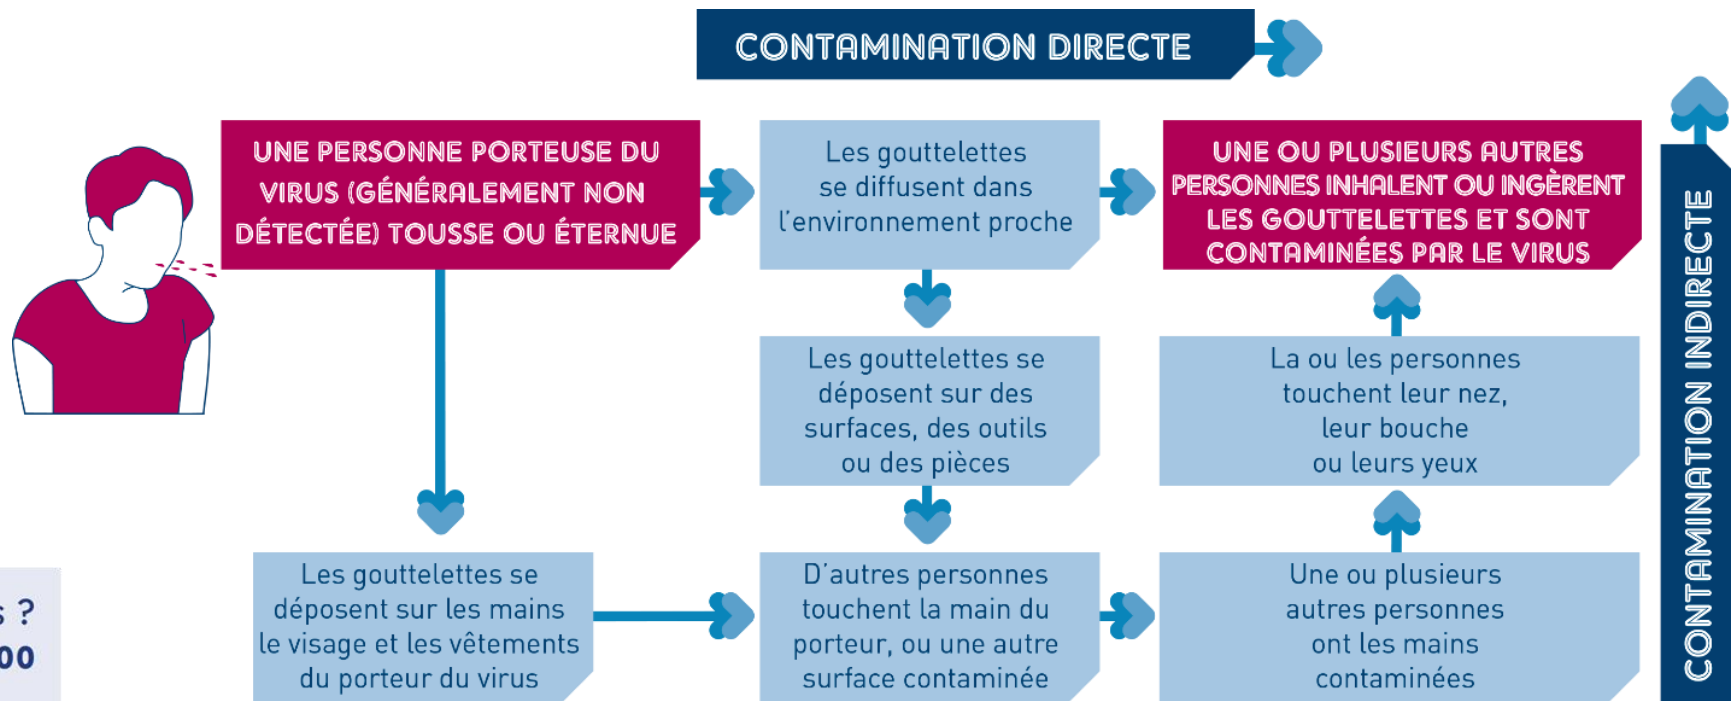 CONTAMINATION DIRECTE
UNE PERSONNE PORTEUSE DU
VIRUS (GÉNÉRALEMENT NON
DÉTECTÉE) TOUSSE OU ÉTERNUE
Les gouttelettes
se diffusent dans
l'environnement proche
UNE OU PLUSIEURS AUTRES
PERSONNES INHALENT OU INGÈRENT
LES GOUTTELETTES ET SONT
CONTAMINÉES PAR LE VIRUS
Les gouttelettes se
déposent sur des
surfaces, des outils
ou des pièces
La ou les personnes
touchent leur nez,
leur bouche
ou leurs yeux
Les gouttelettes se
déposent sur les mains
le visage et les vêtements
du porteur du virus
D'autres personnes
touchent la main du
porteur, ou une autre
surface contaminée
Une ou plusieurs
autres personnes
ont les mains
contaminées
CONTAMINATION INDIRECTE
s ?
00